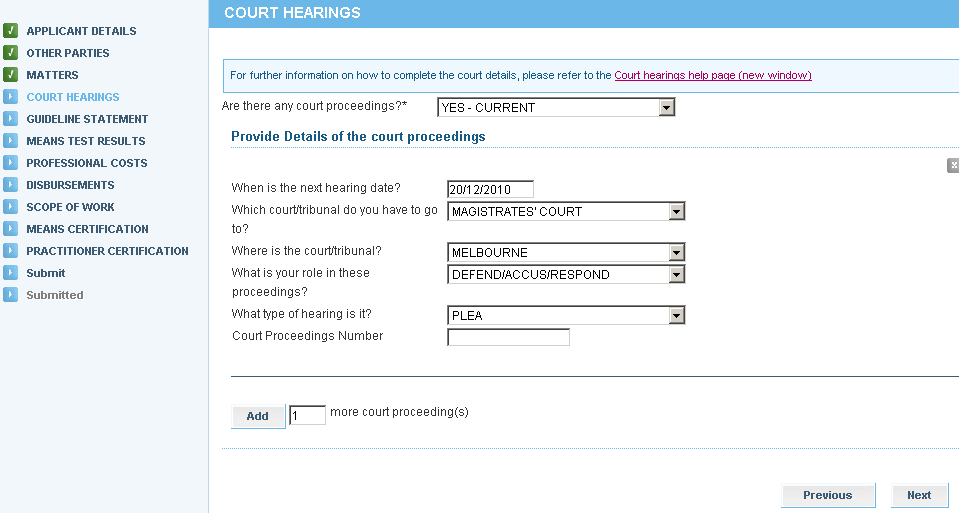 COURT HEARINGS
APPLICANT DETAILS
OTHER PARTIES
MATTERS
COURT HEARINGS
GUIDELINE STATEMENT
MEANS TEST RESULTS
PROFESSIONAL COSTS
DISBURSEMENTS
SCOPE OF WORK
MEANS CERTIFICATION
PRACTITIONER CERTIFICATION
Submit
Submitted
For further information on how to complete the court details, please refer to the Court hearings help page (new window)
Are there any court proceedings?* YES - CURRENT
Provide Details of the court proceedings
x
When is the next hearing date? 20/12/2010
Which court/tribunal do you have to go MAGISTRATES' COURT
to?
Where is the court/tribunal? MELBOURNE
What is your role in these DEFEND/ACCUS/RESPOND
proceedings?
What type of hearing is it? PLEA
Court Proceedings Number
Add 1 more court proceeding(s)
Previous Next